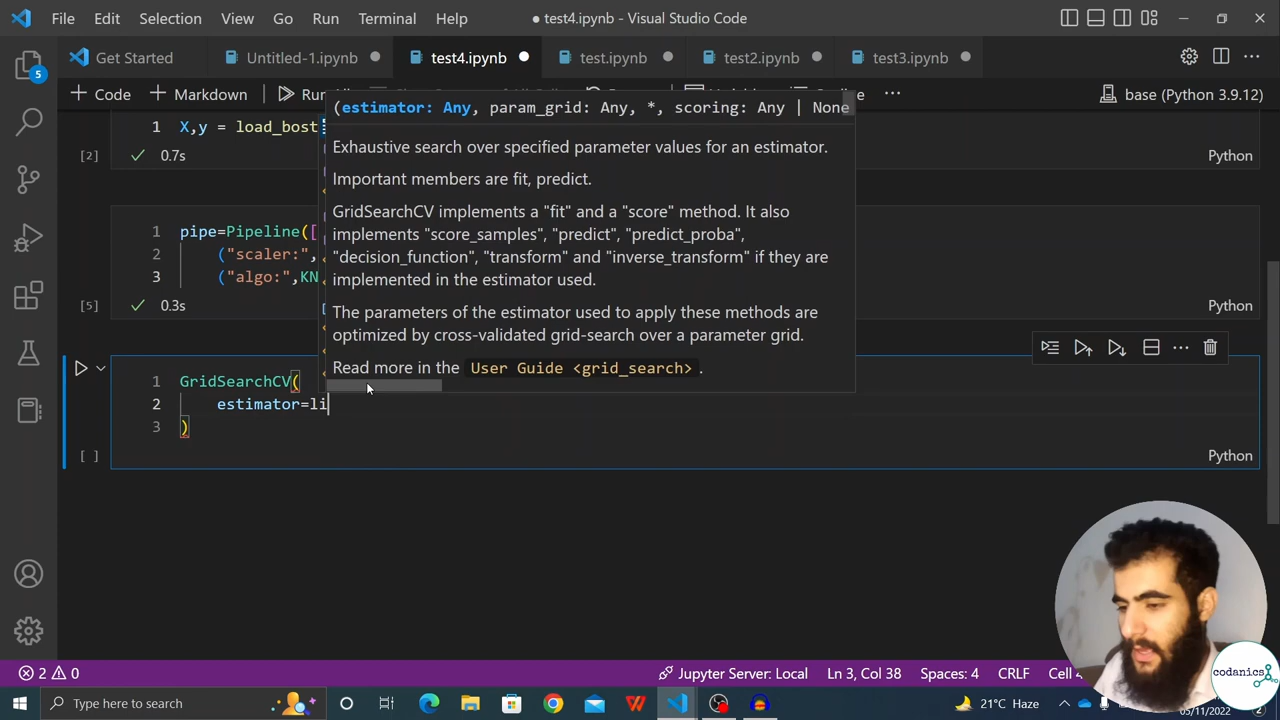 File Edit Selection View Go Run Terminal Help
● test4.ipynb - Visual Studio Code
Get Started Untitled-1.ipynb test4.ipynb test.ipynb test2.ipynb test3.ipynb
5
+ Code + Markdown Run
base (Python 3.9.12)
(estimator: Any, param_grid: Any, *, scoring: Any | None
1 X,y = load_bost
[2] 0.7s Python
Exhaustive search over specified parameter values for an estimator.
Important members are fit, predict.
GridSearchCV implements a "fit" and a "score" method. It also
implements "score_samples", "predict", "predict_proba",
"decision_function", "transform" and "inverse_transform" if they are
implemented in the estimator used.
The parameters of the estimator used to apply these methods are
optimized by cross-validated grid-search over a parameter grid.
Read more in the User Guide <grid_search> .
1 pipe=Pipeline([
2 ("scaler:",
3 ("algo:",KN
[5] 0.3s Python
1 GridSearchCV(
2 estimator=li
3 )
[ ] Python
2 0
Jupyter Server: Local Ln 3, Col 38 Spaces: 4 CRLF Cell 4
codanics
Type here to search
21°C Haze
05/11/2022
2